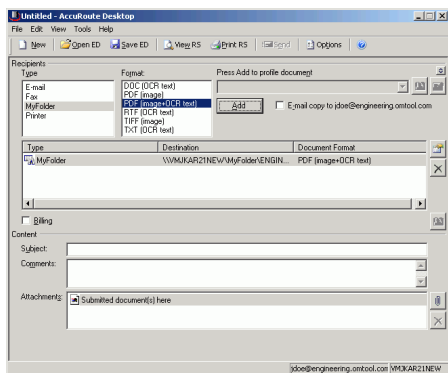 Untitled - AccuRoute Desktop
File Edit View Tools Help
New Open ED Save ED View RS Print RS Send Options
Recipients
Type Format: Press Add to profile document
E-mail
Fax
MyFolder
Printer
DOC (OCR text)
PDF (image)
PDF (image+OCR text)
RTF (OCR text)
TIFF (image)
TXT (OCR text)
Add E-mail copy to jdoe@engineering.omtool.com
Type Destination Document Format
MyFolder \\VMJKAR21NEW\MyFolder\ENGIN... PDF (image+OCR text)
Billing
Content
Subject:
Comments:
Attachments: Submitted document(s) here
jdoe@engineering.omtool.com VMJKAR21NEW